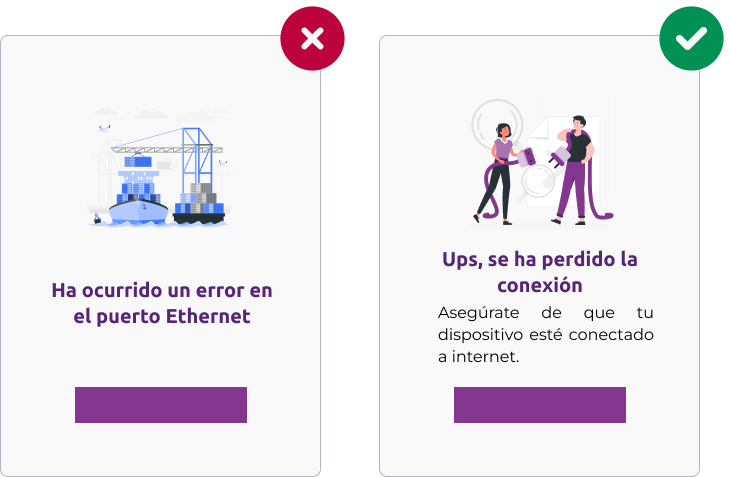 Ha ocurrido un error en
el puerto Ethernet
Ups, se ha perdido la
conexión
Asegúrate de que tu
dispositivo esté conectado
a internet.